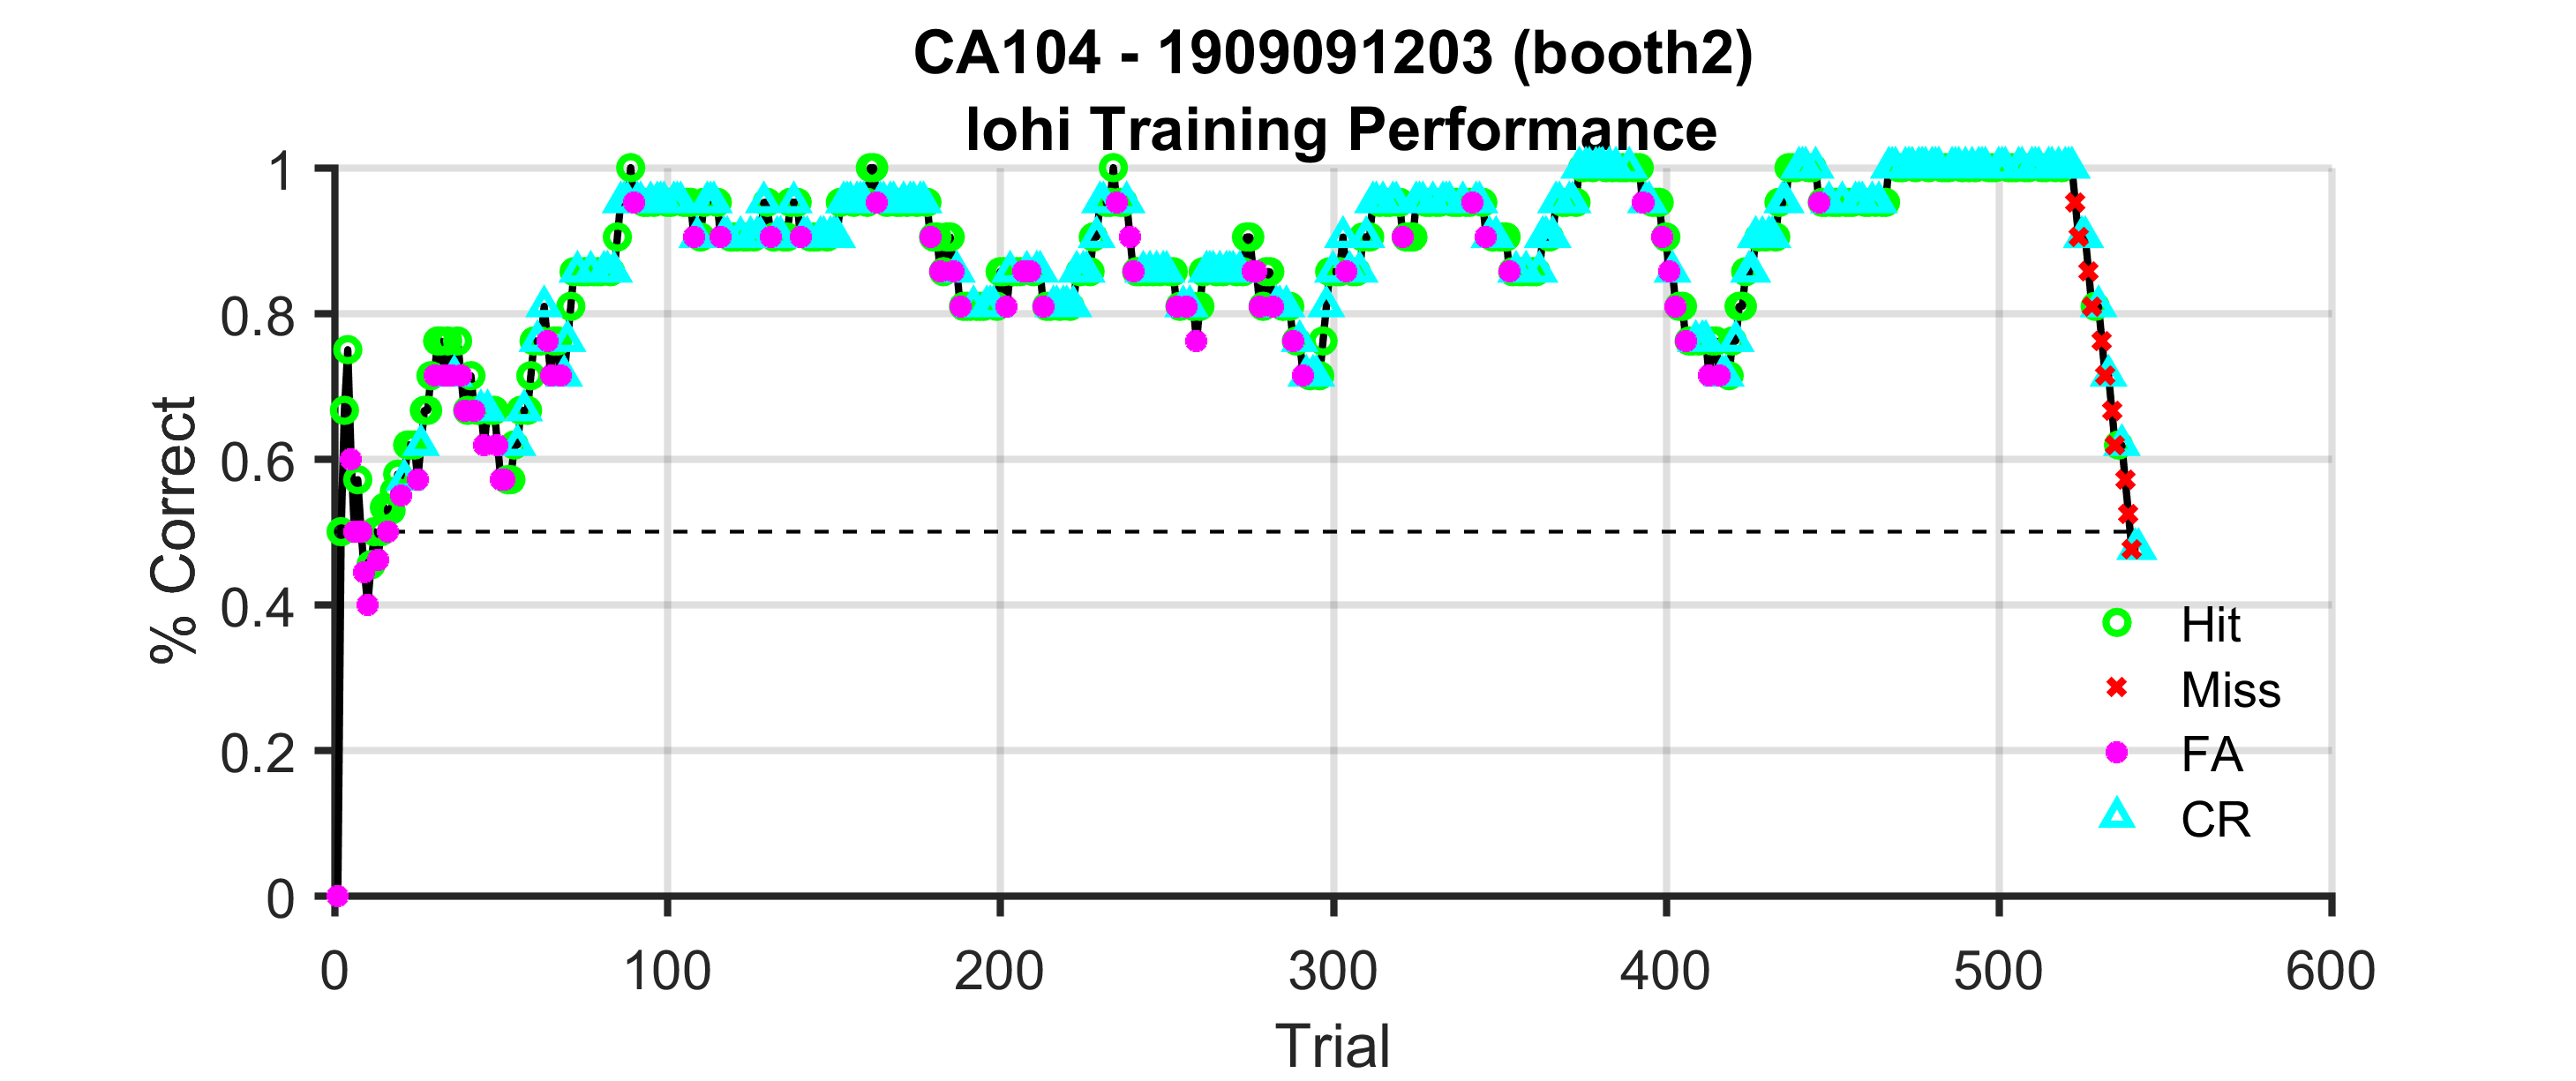 CA104 - 1909091203 (booth2)
lohi Training Performance
% Correct
1
0.8
0.6
0.4
0.2
0
0 100 200 300 400 500 600
Trial
Hit
Miss
FA
CR